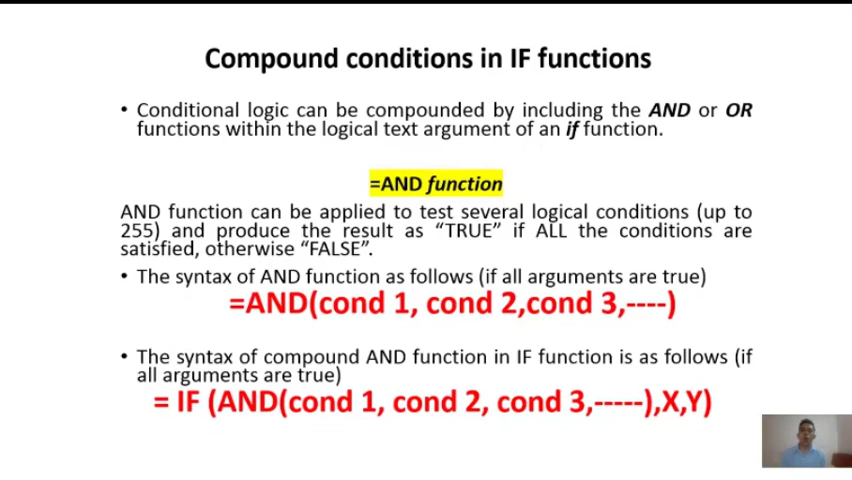 Compound conditions in IF functions
• Conditional logic can be compounded by including the AND or OR
functions within the logical text argument of an if function.
=AND function
AND function can be applied to test several logical conditions (up to
255) and produce the result as “TRUE” if ALL the conditions are
satisfied, otherwise “FALSE”.
• The syntax of AND function as follows (if all arguments are true)
=AND(cond 1, cond 2,cond 3,----)
• The syntax of compound AND function in IF function is as follows (if
all arguments are true)
= IF (AND(cond 1, cond 2, cond 3,-----),X,Y)